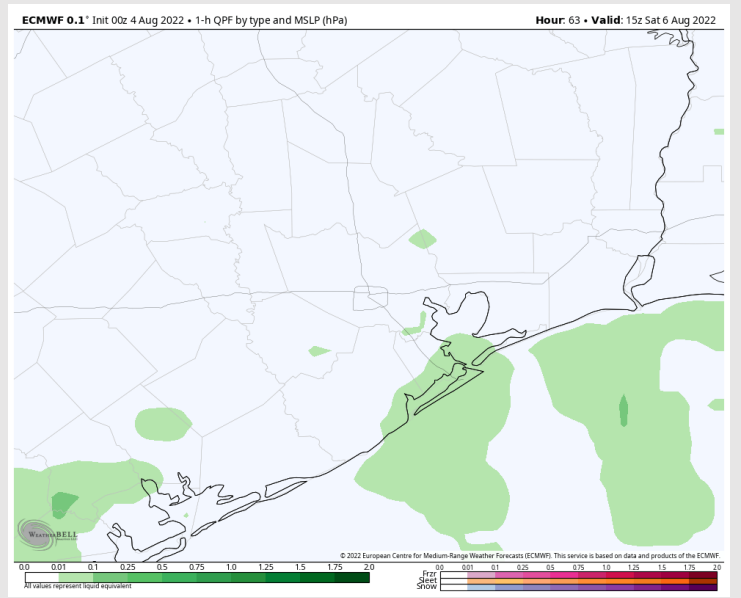 ECMWF 0.1° Init 00z 4 Aug 2022 • 1-h QPF by type and MSLP (hPa)
Hour: 63 • Valid: 15z Sat 6 Aug 2022
WEATHERBELL
© 2022 European Centre for Medium-Range Weather Forecasts (ECMWF). This service is based on data and products of the ECMWF.
0.0 0.01 0.1 0.25 0.5 0.75 1.0 1.25 1.5 1.75 2.0
All values represent liquid equivalent
0.0 0.01 0.1 0.25 0.5 0.75 1.0 1.25 1.5 1.75 2.0
Frzr
Sleet
Snow